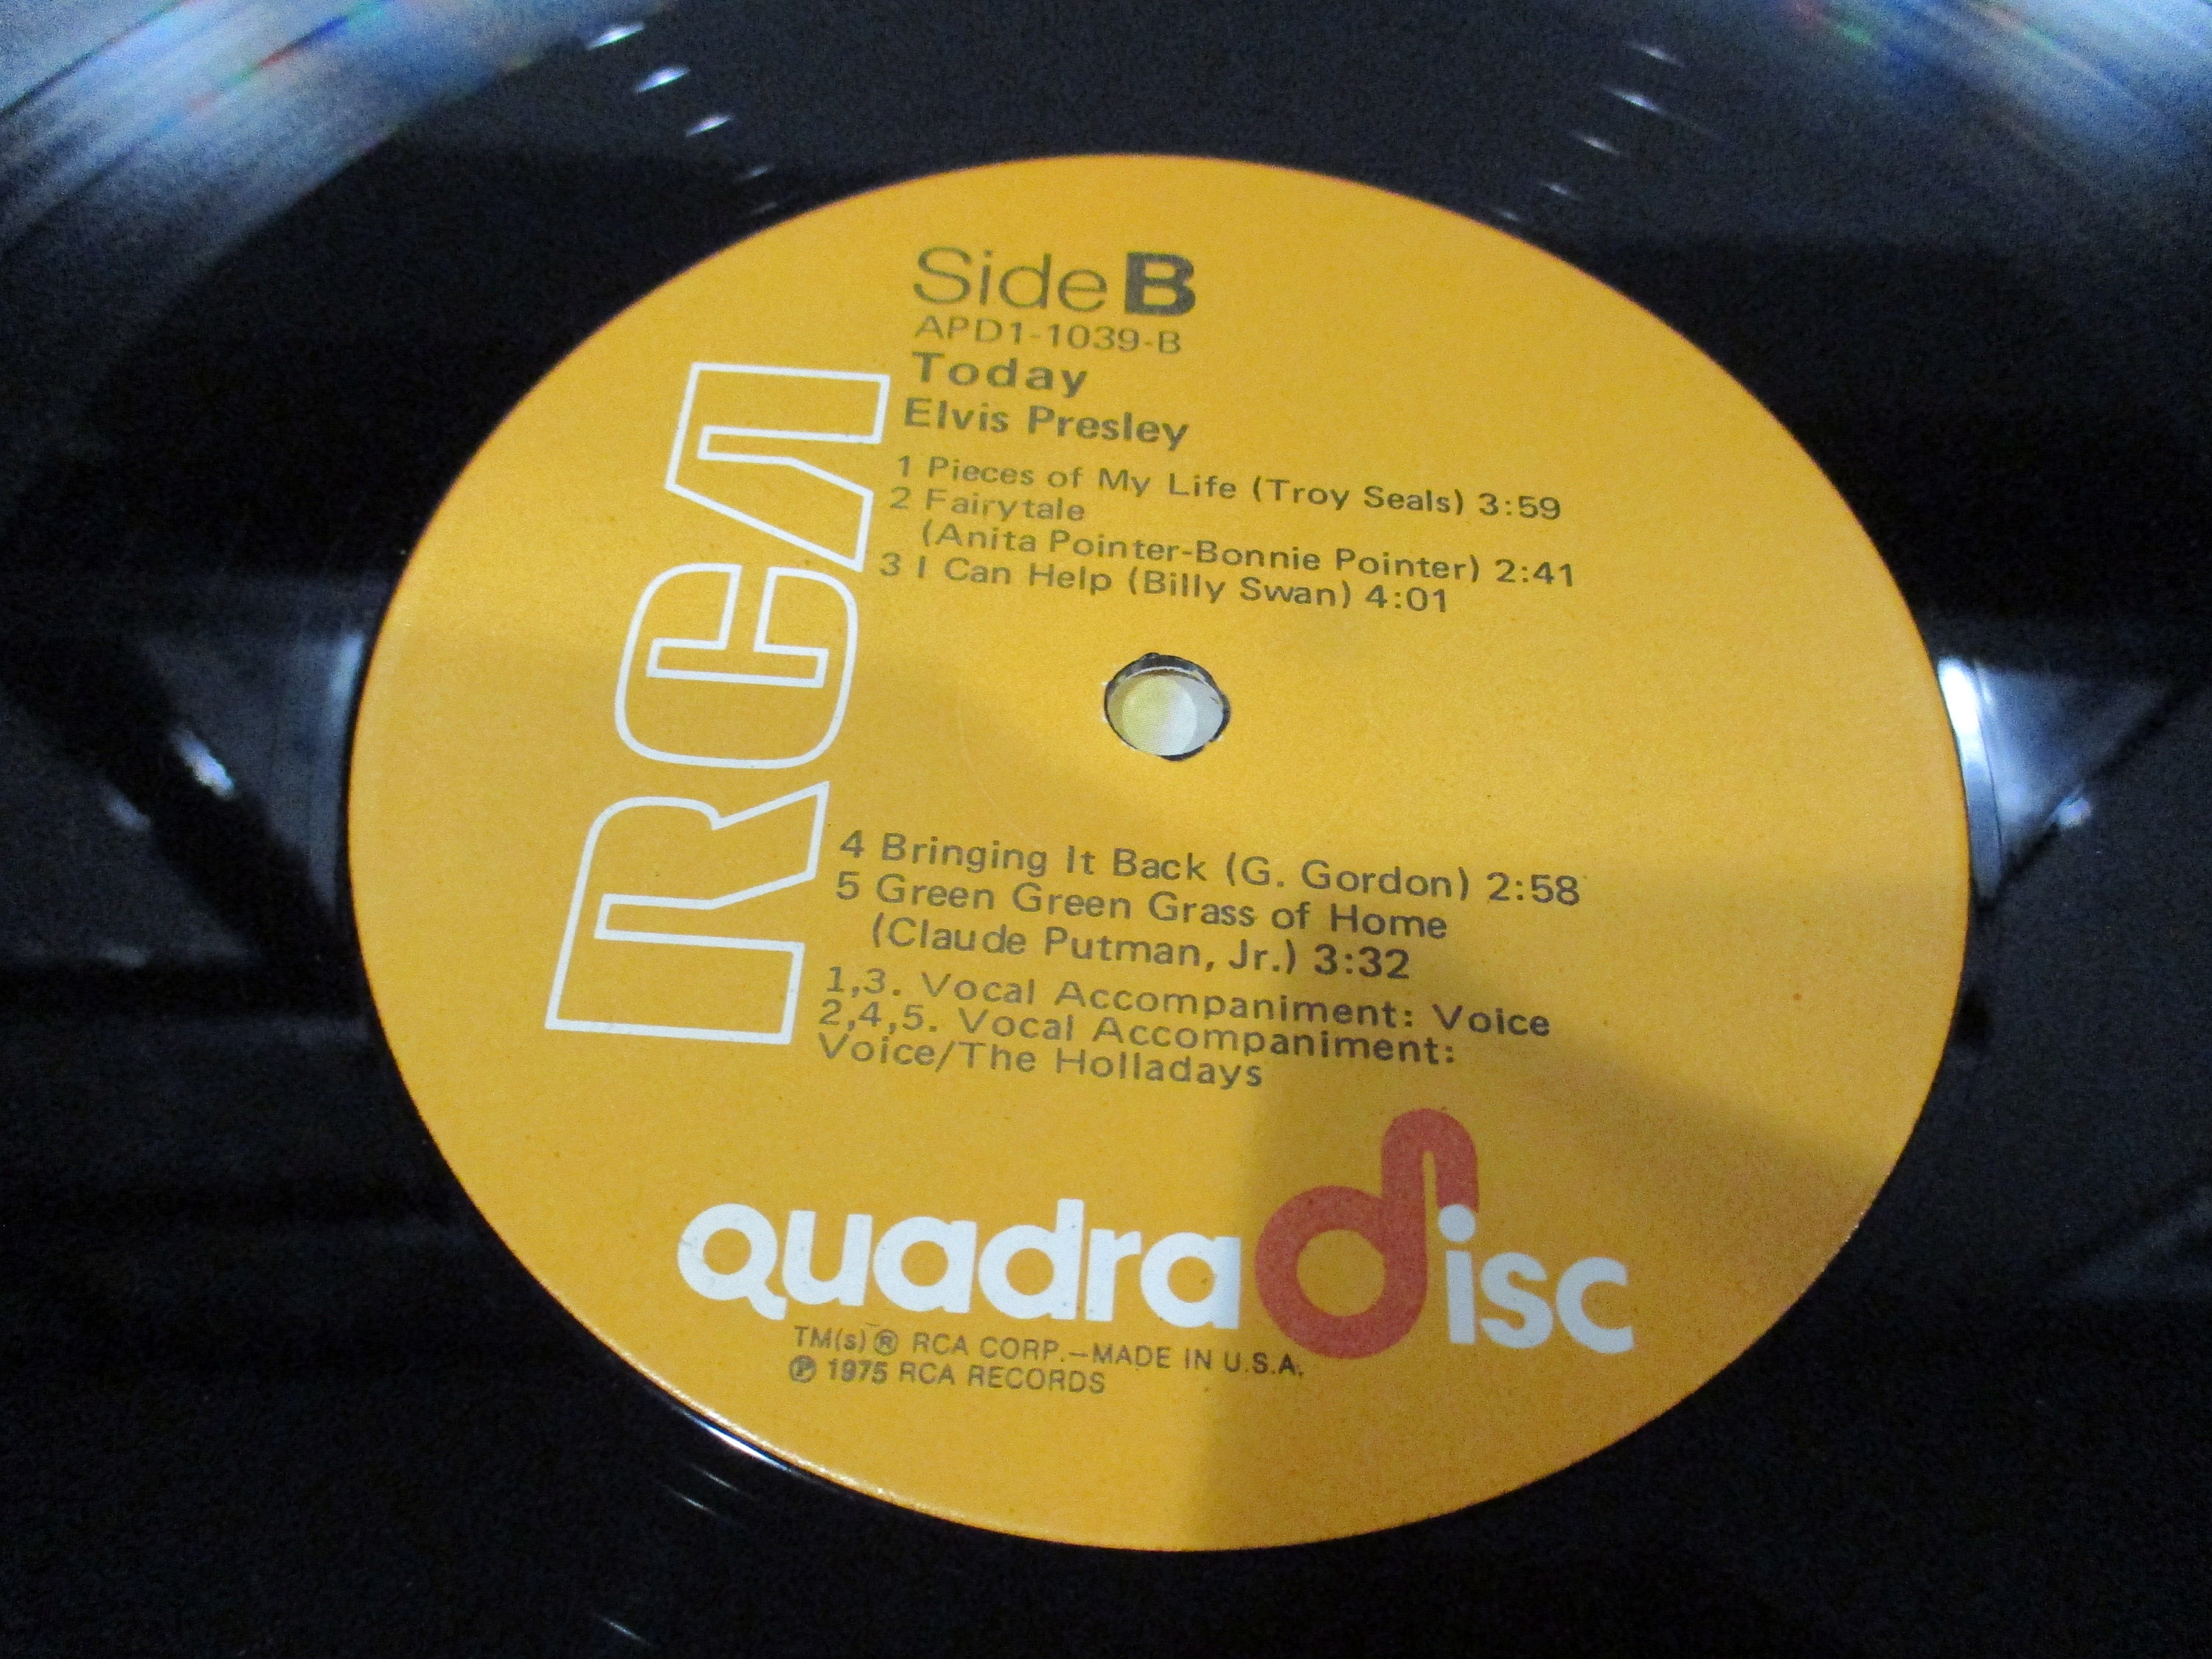 Side B
APD1-1039-B
Today
Elvis Presley
1 Pieces of My Life (Troy Seals) 3:59
2 Fairytale
(Anita Pointer-Bonnie Pointer) 2:41
3 I Can Help (Billy Swan) 4:01
RCA
4 Bringing It Back (G. Gordon) 2:58
5 Green Green Grass of Home
(Claude Putman, Jr.) 3:32
1,3. Vocal Accompaniment: Voice
2,4,5. Vocal Accompaniment:
Voice/The Holladays
quadradisc
TM(s) ® RCA CORP.—MADE IN U.S.A.
℗ 1975 RCA RECORDS